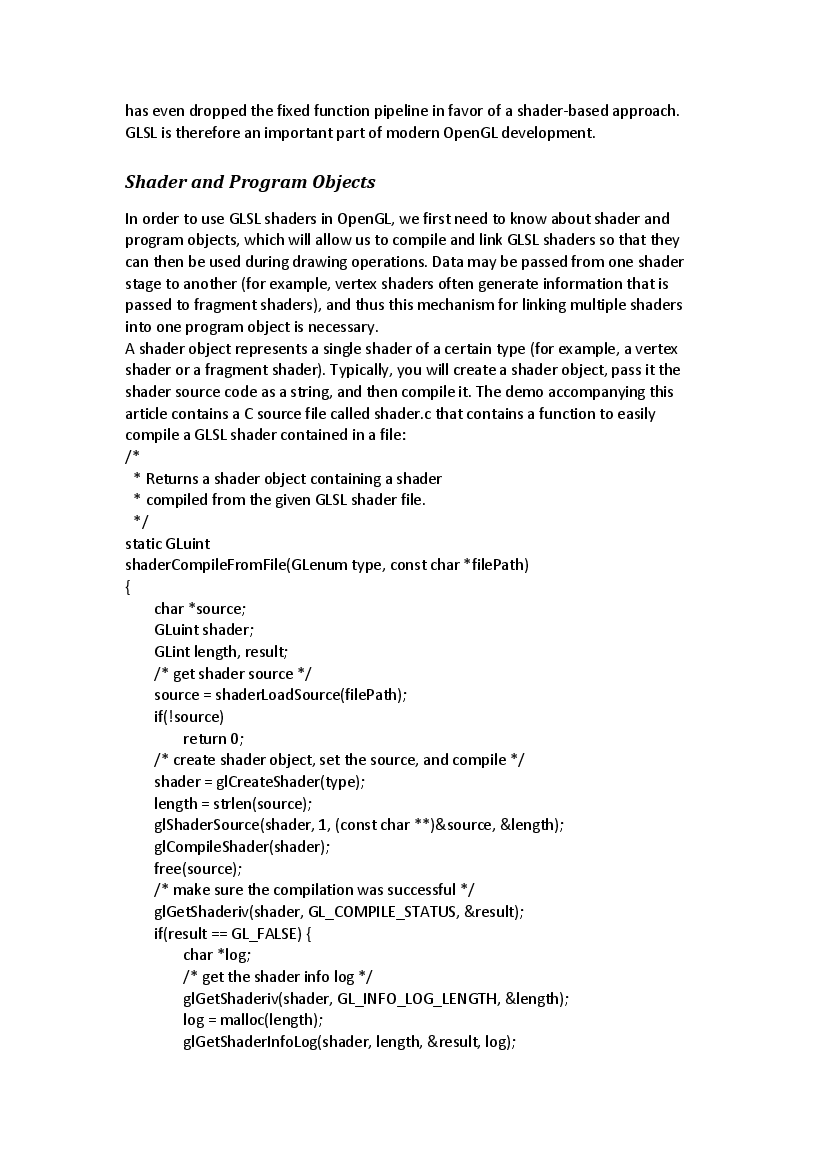 has even dropped the fixed function pipeline in favor of a shader-based approach.
GLSL is therefore an important part of modern OpenGL development.
Shader and Program Objects
In order to use GLSL shaders in OpenGL, we first need to know about shader and
program objects, which will allow us to compile and link GLSL shaders so that they
can then be used during drawing operations. Data may be passed from one shader
stage to another (for example, vertex shaders often generate information that is
passed to fragment shaders), and thus this mechanism for linking multiple shaders
into one program object is necessary.
A shader object represents a single shader of a certain type (for example, a vertex
shader or a fragment shader). Typically, you will create a shader object, pass it the
shader source code as a string, and then compile it. The demo accompanying this
article contains a C source file called shader.c that contains a function to easily
compile a GLSL shader contained in a file:
/*
* Returns a shader object containing a shader
* compiled from the given GLSL shader file.
*/
static GLuint
shaderCompileFromFile(GLenum type, const char *filePath)
{
char *source;
GLuint shader;
GLint length, result;
/* get shader source */
source = shaderLoadSource(filePath);
if(!source)
return 0;
/* create shader object, set the source, and compile */
shader = glCreateShader(type);
length = strlen(source);
glShaderSource(shader, 1, (const char **)&source, &length);
glCompileShader(shader);
free(source);
/* make sure the compilation was successful */
glGetShaderiv(shader, GL_COMPILE_STATUS, &result);
if(result == GL_FALSE) {
char *log;
/* get the shader info log */
glGetShaderiv(shader, GL_INFO_LOG_LENGTH, &length);
log = malloc(length);
glGetShaderInfoLog(shader, length, &result, log);